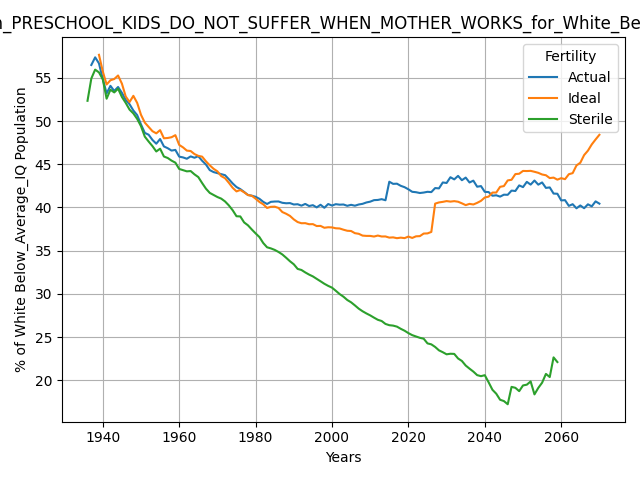 _PRESCHOOL_KIDS_DO_NOT_SUFFER_WHEN_MOTHER_WORKS_for_White_Be
% of White Below_Average_IQ Population
55
50
45
40
35
30
25
20
Fertility
Actual
Ideal
Sterile
1940 1960 1980 2000 2020 2040 2060
Years